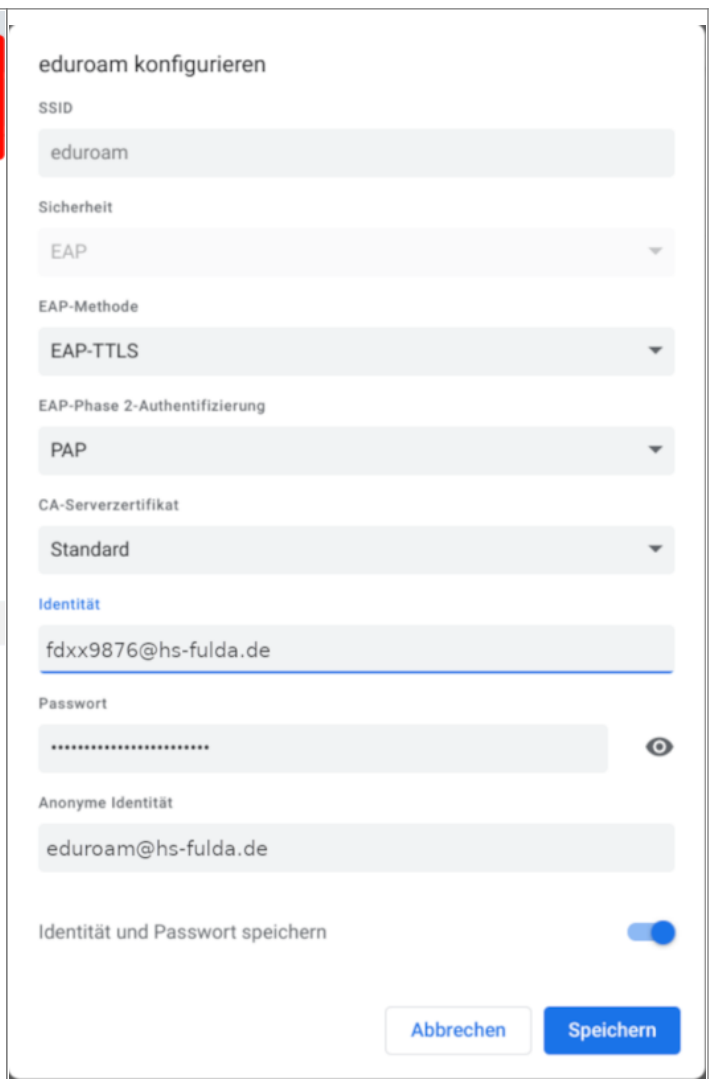 eduroam konfigurieren
SSID
eduroam
Sicherheit
EAP
EAP-Methode
EAP-TTLS
EAP-Phase 2-Authentifizierung
PAP
CA-Serverzertifikat
Standard
Identität
fdxx9876@hs-fulda.de
Passwort
••••••••••••••••••••••••
Anonyme Identität
eduroam@hs-fulda.de
Identität und Passwort speichern
Abbrechen Speichern